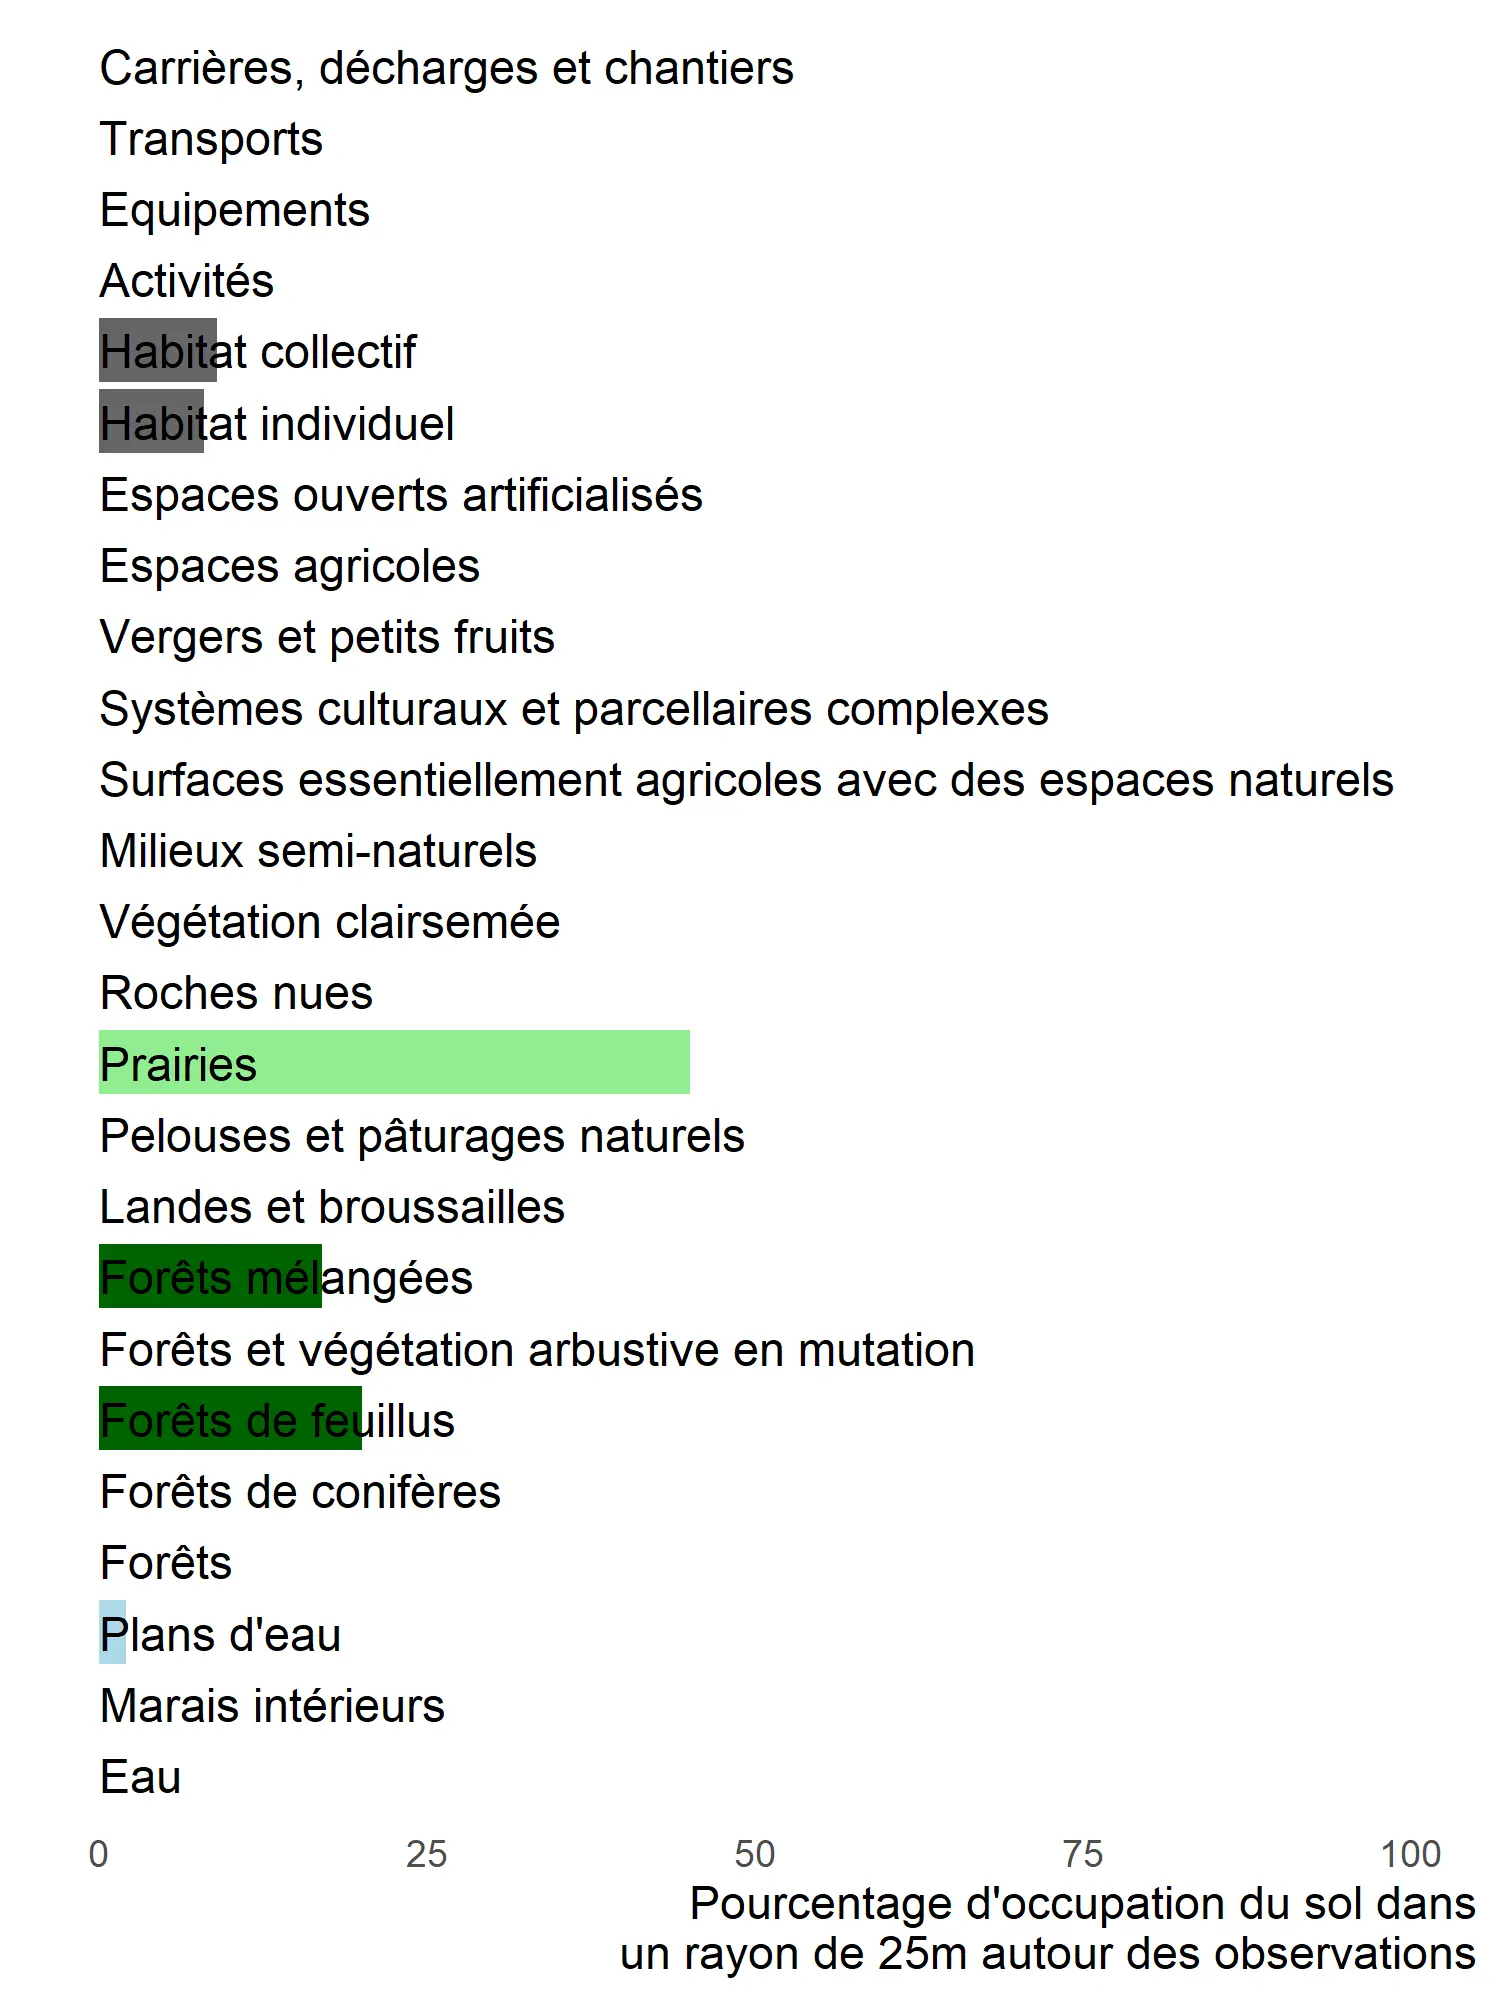 Carrières, décharges et chantiers
Transports
Equipements
Activités
Habitat collectif
Habitat individuel
Espaces ouverts artificialisés
Espaces agricoles
Vergers et petits fruits
Systèmes culturaux et parcellaires complexes
Surfaces essentiellement agricoles avec des espaces naturels
Milieux semi-naturels
Végétation clairsemée
Roches nues
Prairies
Pelouses et pâturages naturels
Landes et broussailles
Forêts mélangées
Forêts et végétation arbustive en mutation
Forêts de feuillus
Forêts de conifères
Forêts
Plans d'eau
Marais intérieurs
Eau
0 25 50 75 100
Pourcentage d'occupation du sol dans
un rayon de 25m autour des observations